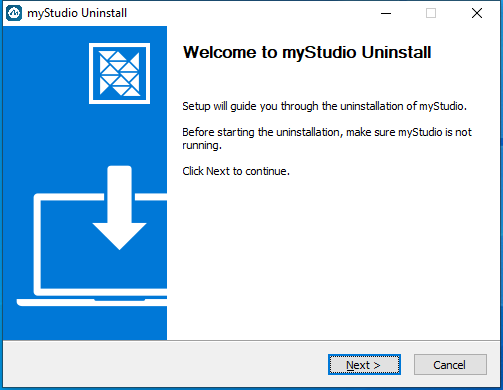 myStudio Uninstall
Welcome to myStudio Uninstall
Setup will guide you through the uninstallation of myStudio.
Before starting the uninstallation, make sure myStudio is not
running.
Click Next to continue.
Next >
Cancel